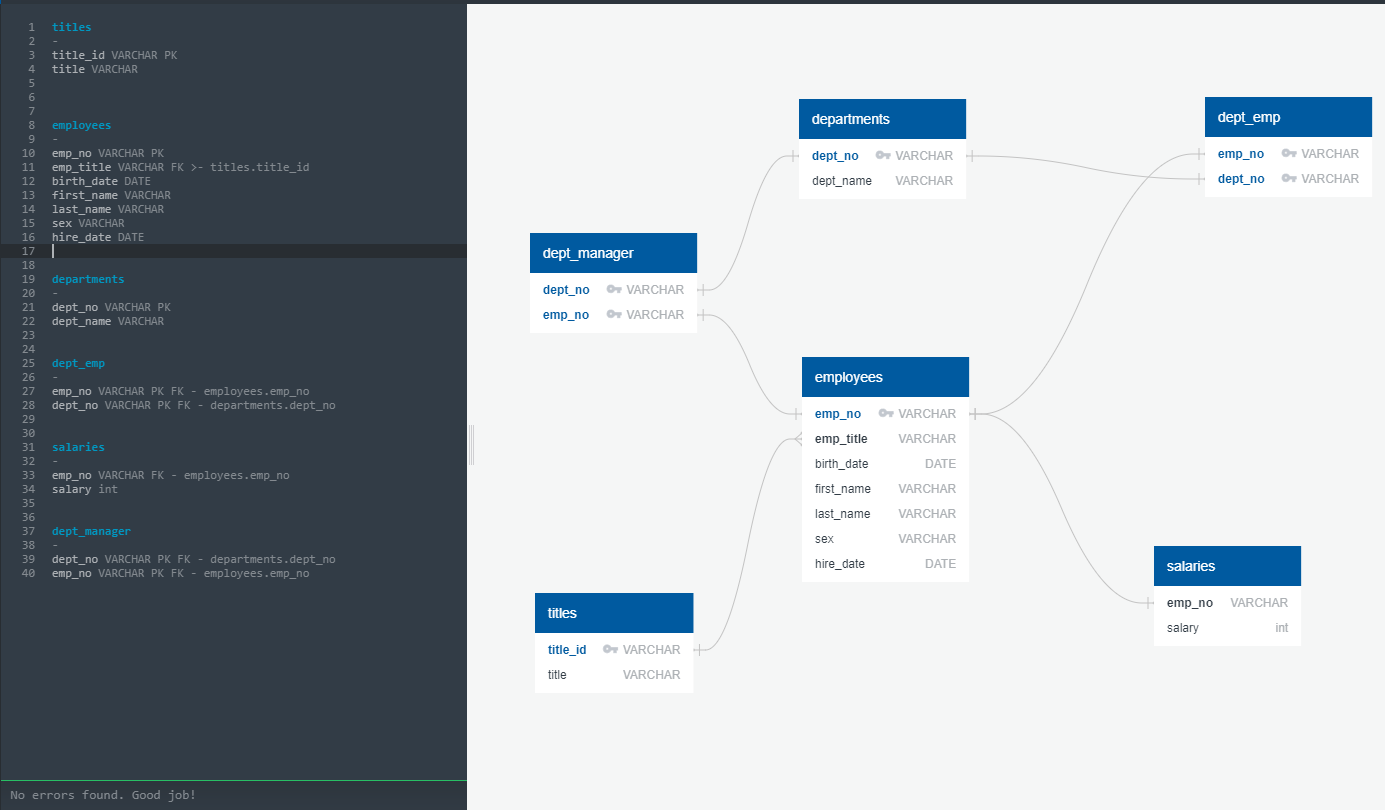 1 titles
2 -
3 title_id VARCHAR PK
4 title VARCHAR
5
6
7
8 employees
9 -
10 emp_no VARCHAR PK
11 emp_title VARCHAR FK >- titles.title_id
12 birth_date DATE
13 first_name VARCHAR
14 last_name VARCHAR
15 sex VARCHAR
16 hire_date DATE
17
18
19 departments
20 -
21 dept_no VARCHAR PK
22 dept_name VARCHAR
23
24
25 dept_emp
26 -
27 emp_no VARCHAR PK FK - employees.emp_no
28 dept_no VARCHAR PK FK - departments.dept_no
29
30
31 salaries
32 -
33 emp_no VARCHAR FK - employees.emp_no
34 salary int
35
36
37 dept_manager
38 -
39 dept_no VARCHAR PK FK - departments.dept_no
40 emp_no VARCHAR PK FK - employees.emp_no
No errors found. Good job!
departments
dept_no VARCHAR
dept_name VARCHAR
dept_emp
emp_no VARCHAR
dept_no VARCHAR
dept_manager
dept_no VARCHAR
emp_no VARCHAR
employees
emp_no VARCHAR
emp_title VARCHAR
birth_date DATE
first_name VARCHAR
last_name VARCHAR
sex VARCHAR
hire_date DATE
salaries
emp_no VARCHAR
salary int
titles
title_id VARCHAR
title VARCHAR